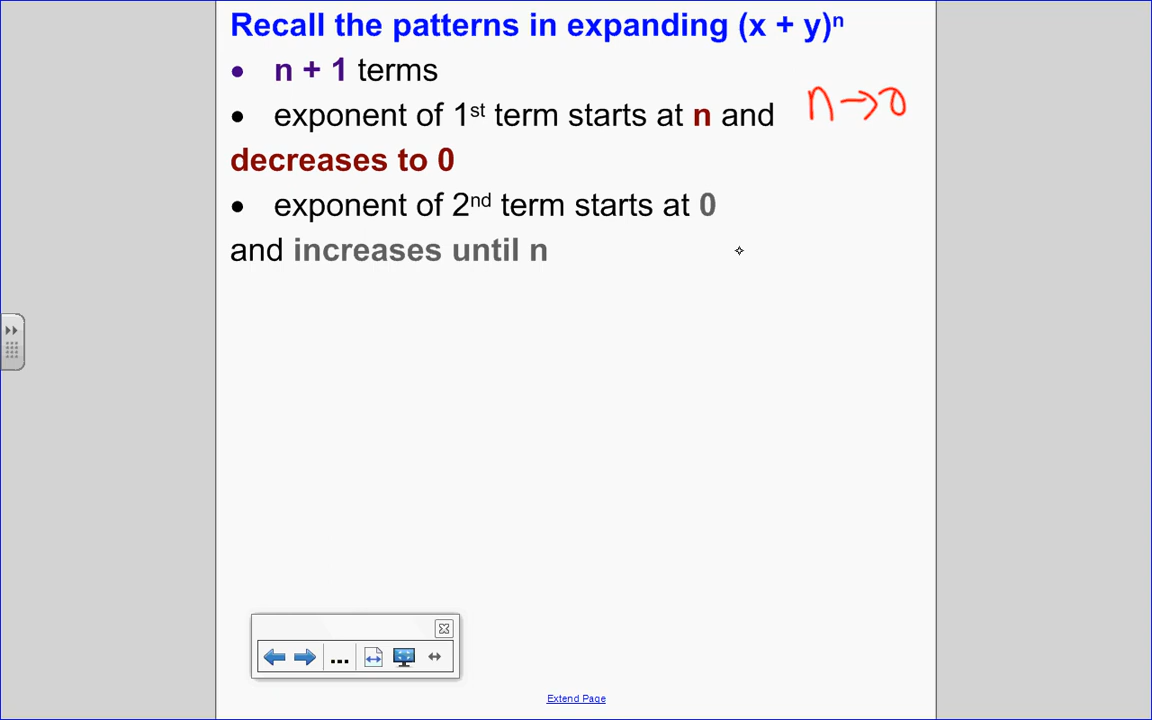 Recall the patterns in expanding (x + y)ⁿ
• n + 1 terms
• exponent of 1ˢᵗ term starts at n and n→0
decreases to 0
• exponent of 2ⁿᵈ term starts at 0
and increases until n
...
Extend Page